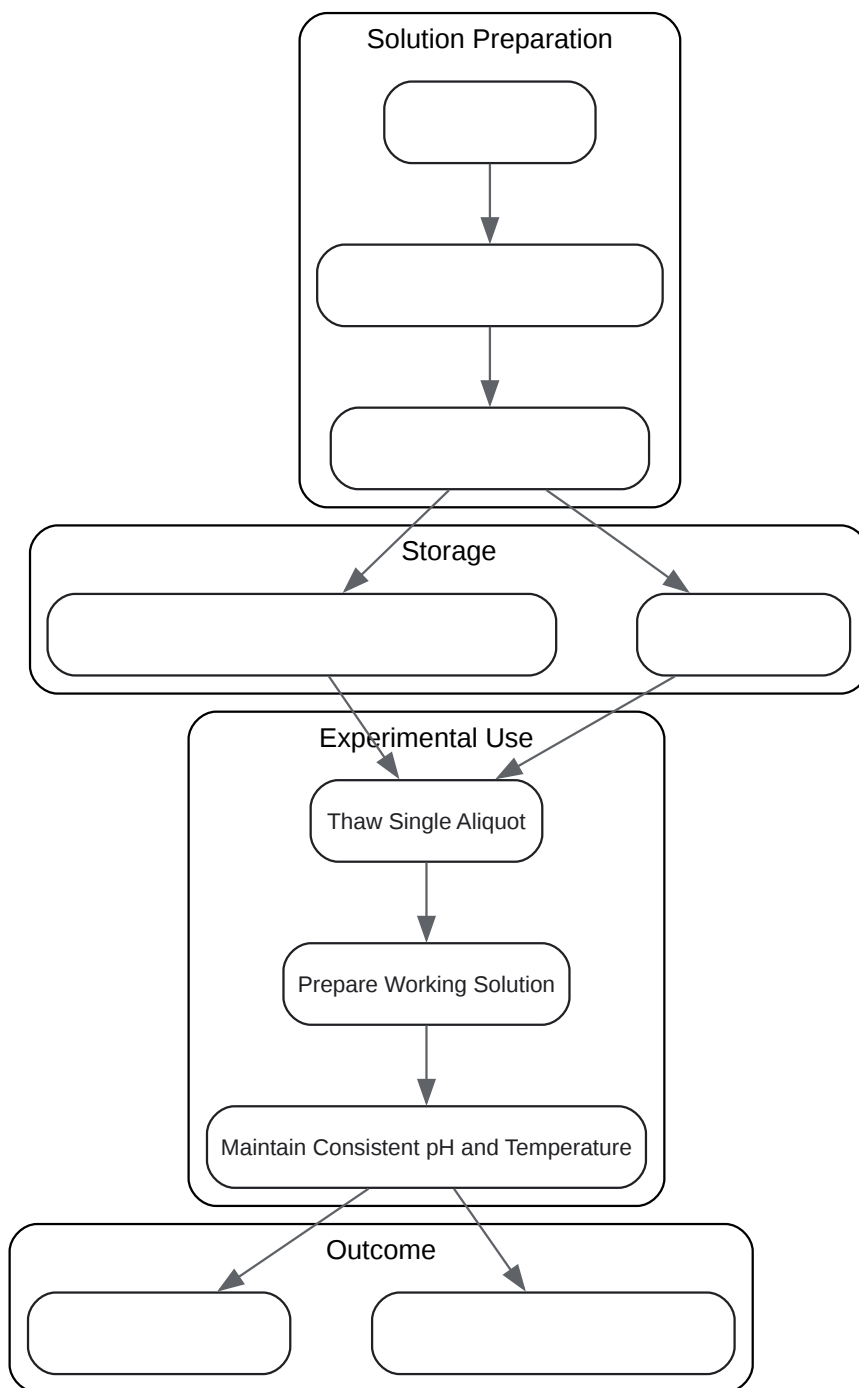 Solution Preparation
Storage
Experimental Use
Thaw Single Aliquot
Prepare Working Solution
Maintain Consistent pH and Temperature
Outcome